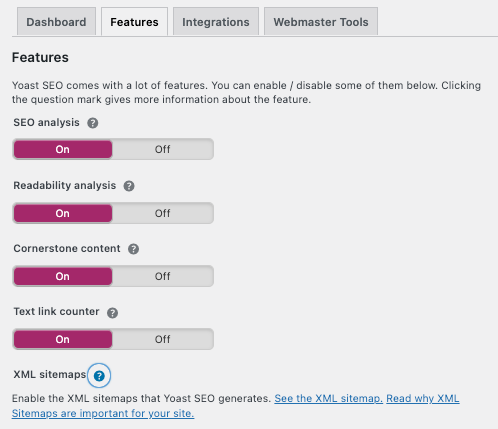 Dashboard Features Integrations Webmaster Tools
Features
Yoast SEO comes with a lot of features. You can enable / disable some of them below. Clicking
the question mark gives more information about the feature.
SEO analysis ?
On Off
Readability analysis ?
On Off
Cornerstone content ?
On Off
Text link counter ?
On Off
XML sitemaps ?
Enable the XML sitemaps that Yoast SEO generates. See the XML sitemap. Read why XML
Sitemaps are important for your site.